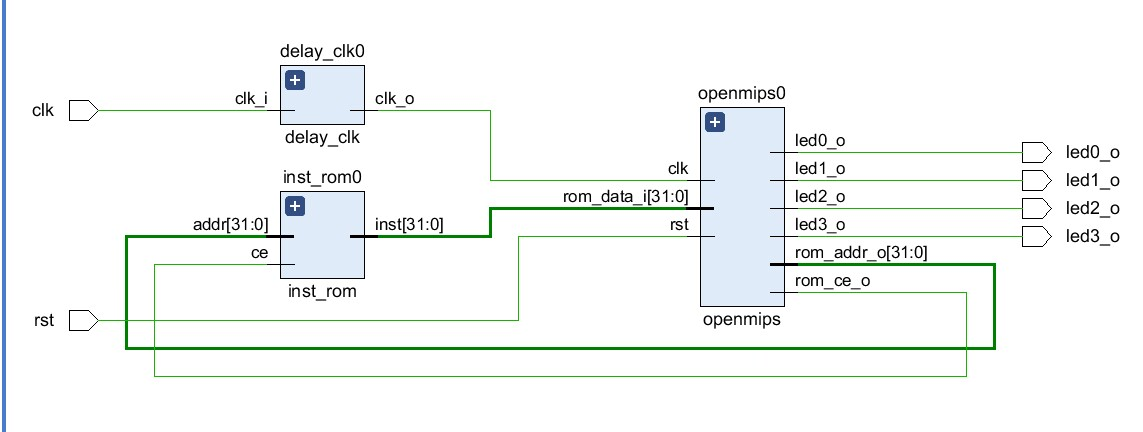 delay_clk0
clk
clk_i
clk_o
delay_clk
inst_rom0
addr[31:0]
inst[31:0]
ce
inst_rom
rst
openmips0
clk
rom_data_i[31:0]
rst
led0_o
led1_o
led2_o
led3_o
rom_addr_o[31:0]
rom_ce_o
openmips
led0_o
led1_o
led2_o
led3_o